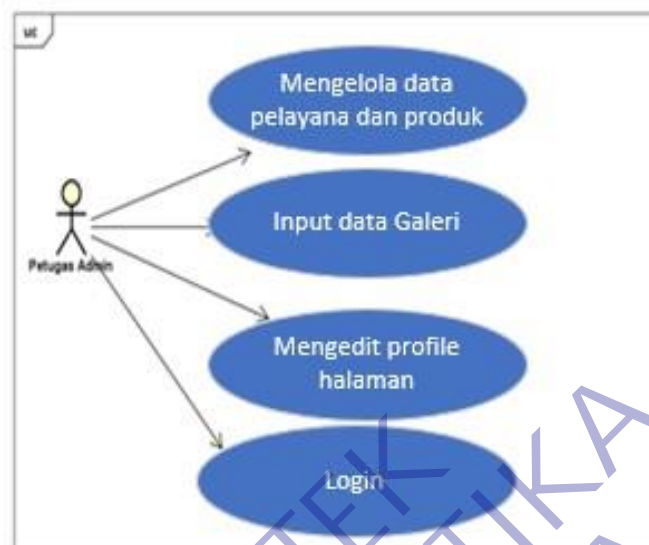 uc
Mengelola data
pelayana dan produk
Input data Galeri
Petugas Admin
Mengedit profile
halaman
Login